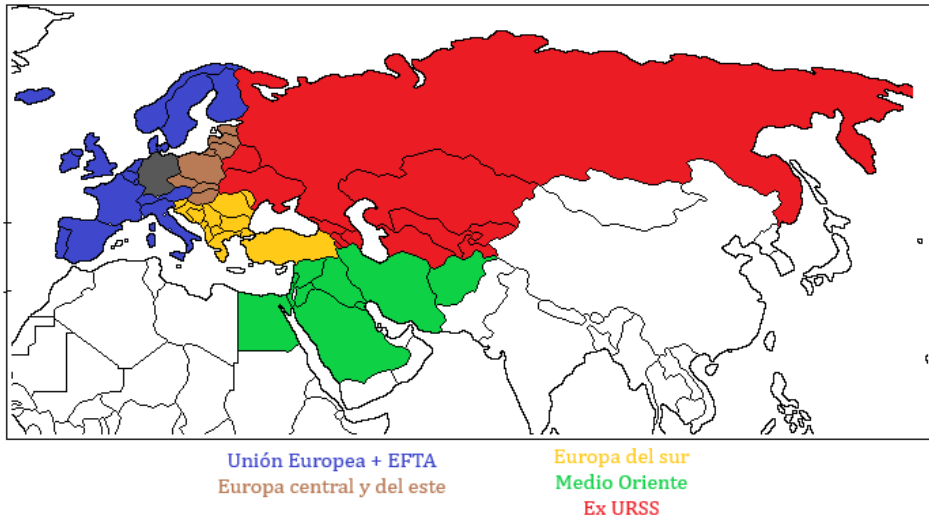 Unión Europea + EFTA
Europa central y del este
Europa del sur
Medio Oriente
Ex URSS